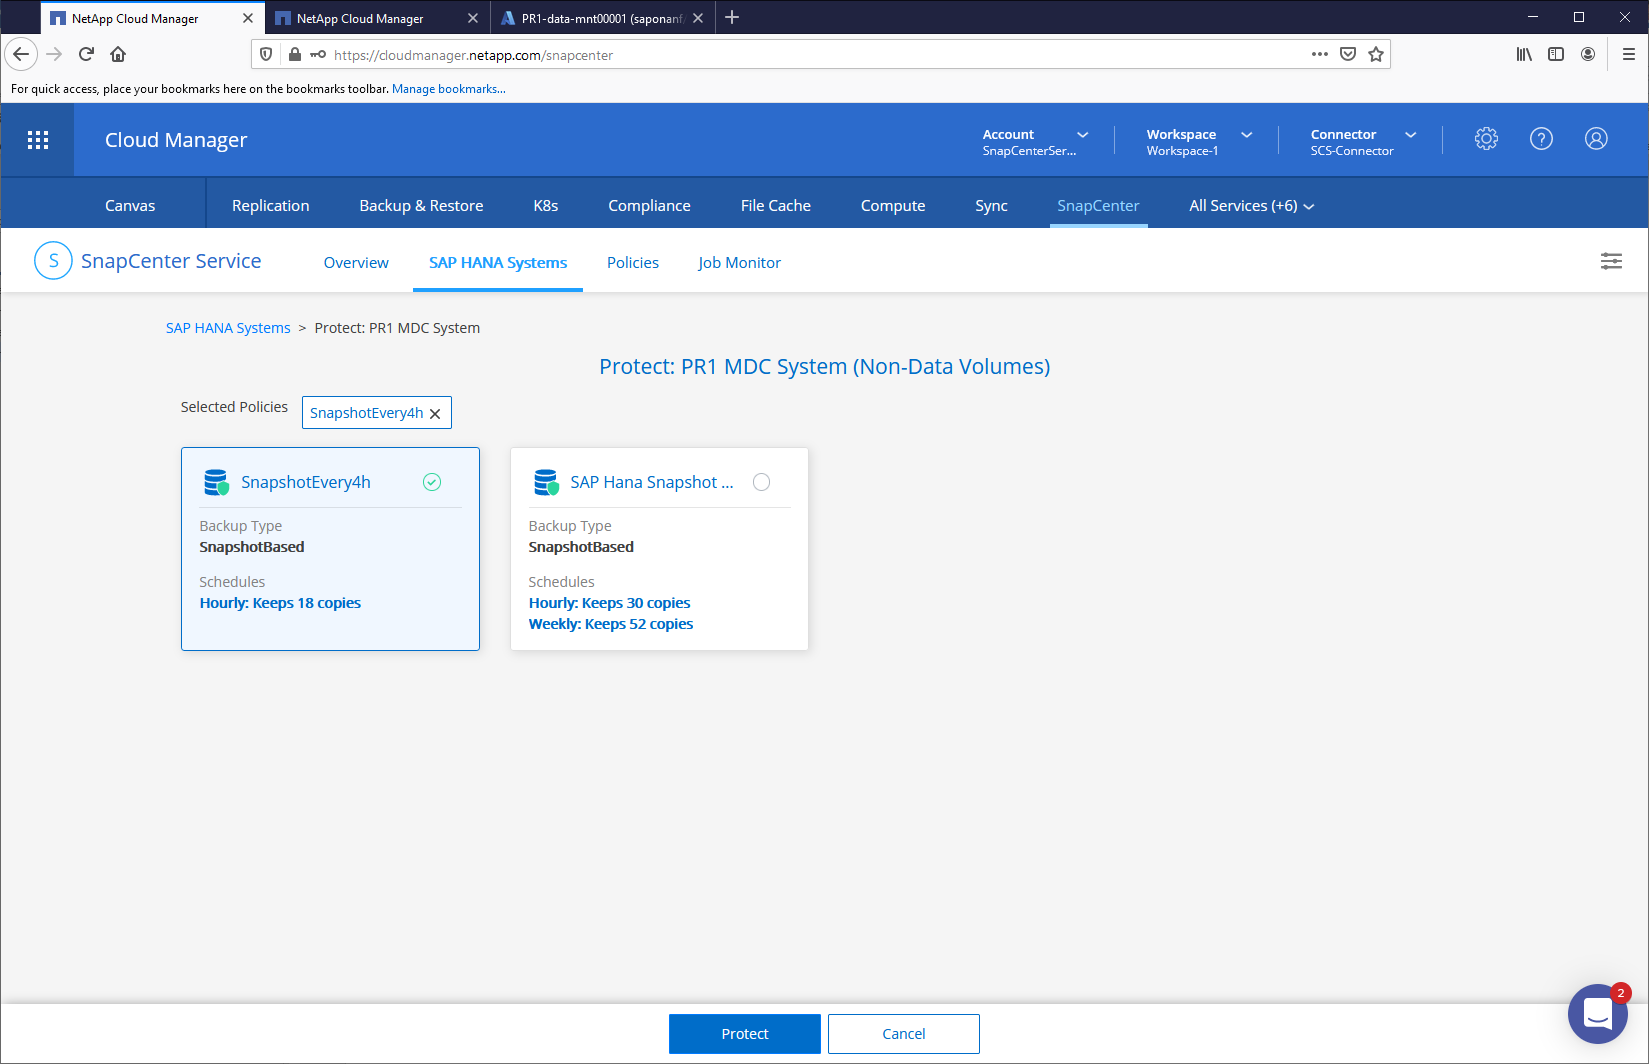 NetApp Cloud Manager
NetApp Cloud Manager
PR1-data-mnt00001 (saponanf
https://cloudmanager.netapp.com/snapcenter
For quick access, place your bookmarks here on the bookmarks toolbar. Manage bookmarks...
Cloud Manager
Account
SnapCenterSer...
Workspace
Workspace-1
Connector
SCS-Connector
?
Canvas
Replication
Backup & Restore
K8s
Compliance
File Cache
Compute
Sync
SnapCenter
All Services (+6)
S
SnapCenter Service
Overview
SAP HANA Systems
Policies
Job Monitor
SAP HANA Systems > Protect: PR1 MDC System
Protect: PR1 MDC System (Non-Data Volumes)
Selected Policies
SnapshotEvery4h
SnapshotEvery4h
Backup Type
SnapshotBased
Schedules
Hourly: Keeps 18 copies
SAP Hana Snapshot ...
Backup Type
SnapshotBased
Schedules
Hourly: Keeps 30 copies
Weekly: Keeps 52 copies
Protect
Cancel
2